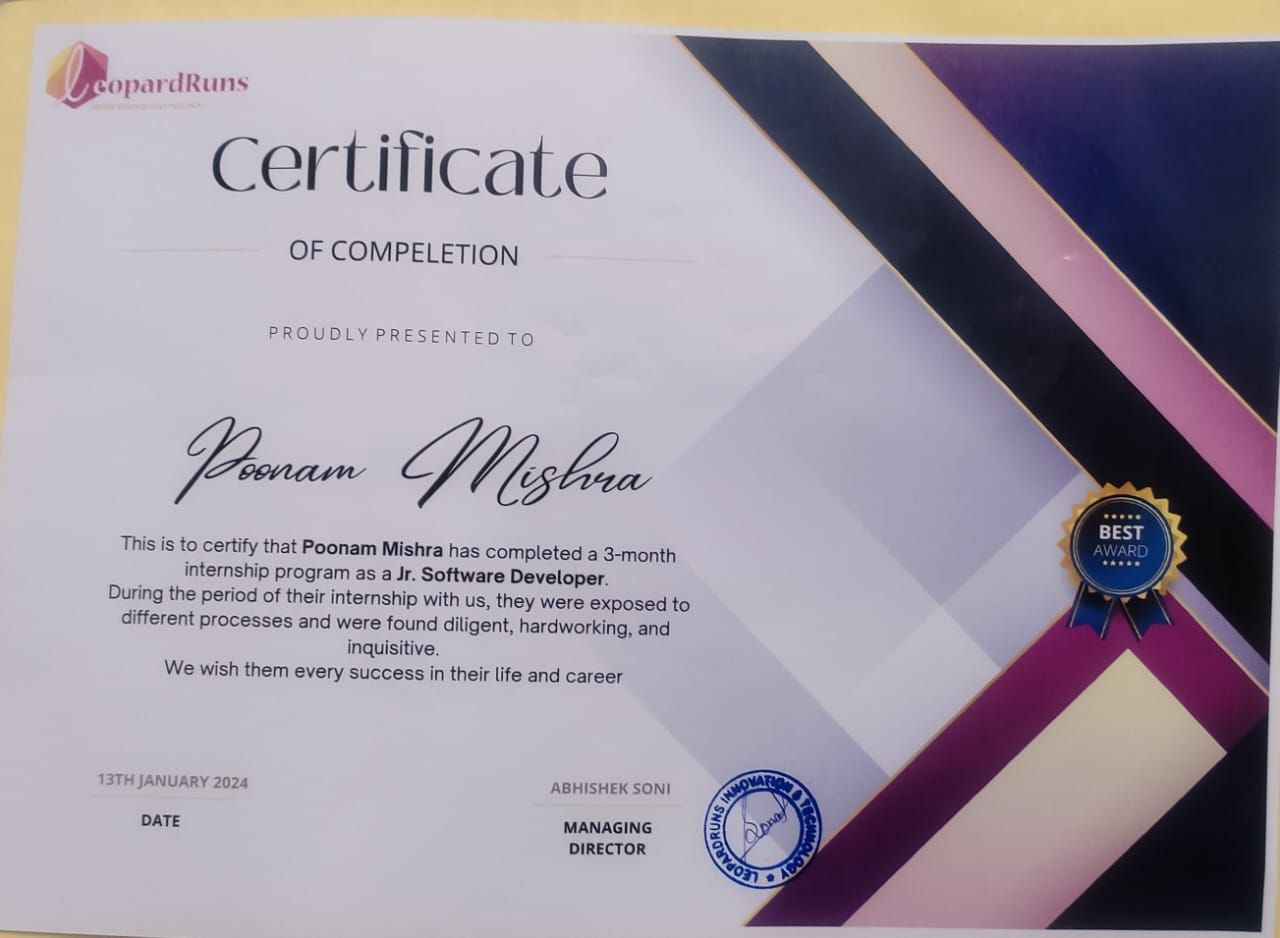 LeopardRuns
Certificate
OF COMPELETION
PROUDLY PRESENTED TO
Poonam Mishra
This is to certify that Poonam Mishra has completed a 3-month
internship program as a Jr. Software Developer.
During the period of their internship with us, they were exposed to
different processes and were found diligent, hardworking, and
inquisitive.
We wish them every success in their life and career
BEST
AWARD
13TH JANUARY 2024
DATE
ABHISHEK SONI
MANAGING
DIRECTOR
LEOPARDRUNS INNOVATION & TECHNOLOGY